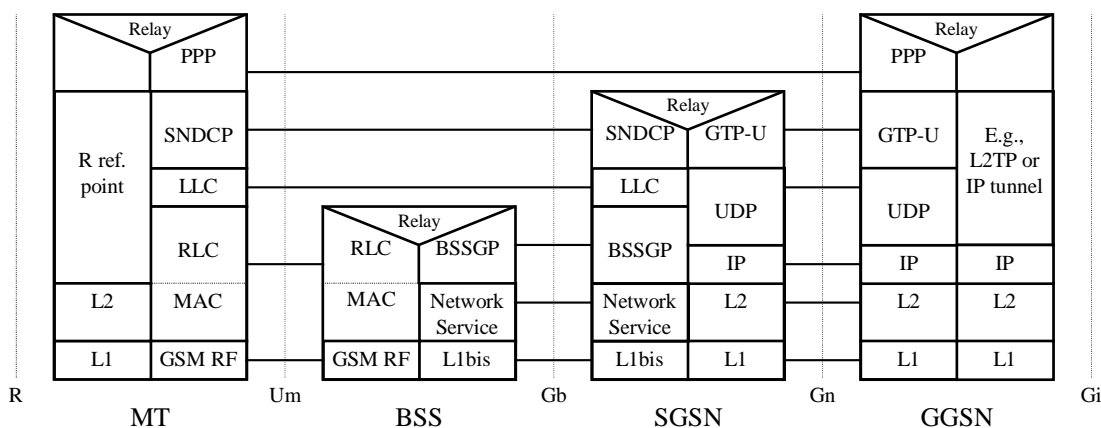 Relay
PPP
R ref.
point
SNDCP
LLC
RLC
L2
MAC
L1
GSM RF
Relay
RLC
BSSGP
MAC
Network
Service
GSM RF
L1bis
Relay
SNDCP
GTP-U
LLC
UDP
BSSGP
IP
Network
Service
L2
L1bis
L1
Relay
PPP
GTP-U
E.g.,
L2TP or
IP tunnel
UDP
IP
IP
L2
L2
L1
L1
R
Um
Gb
Gn
Gi
MT
BSS
SGSN
GGSN